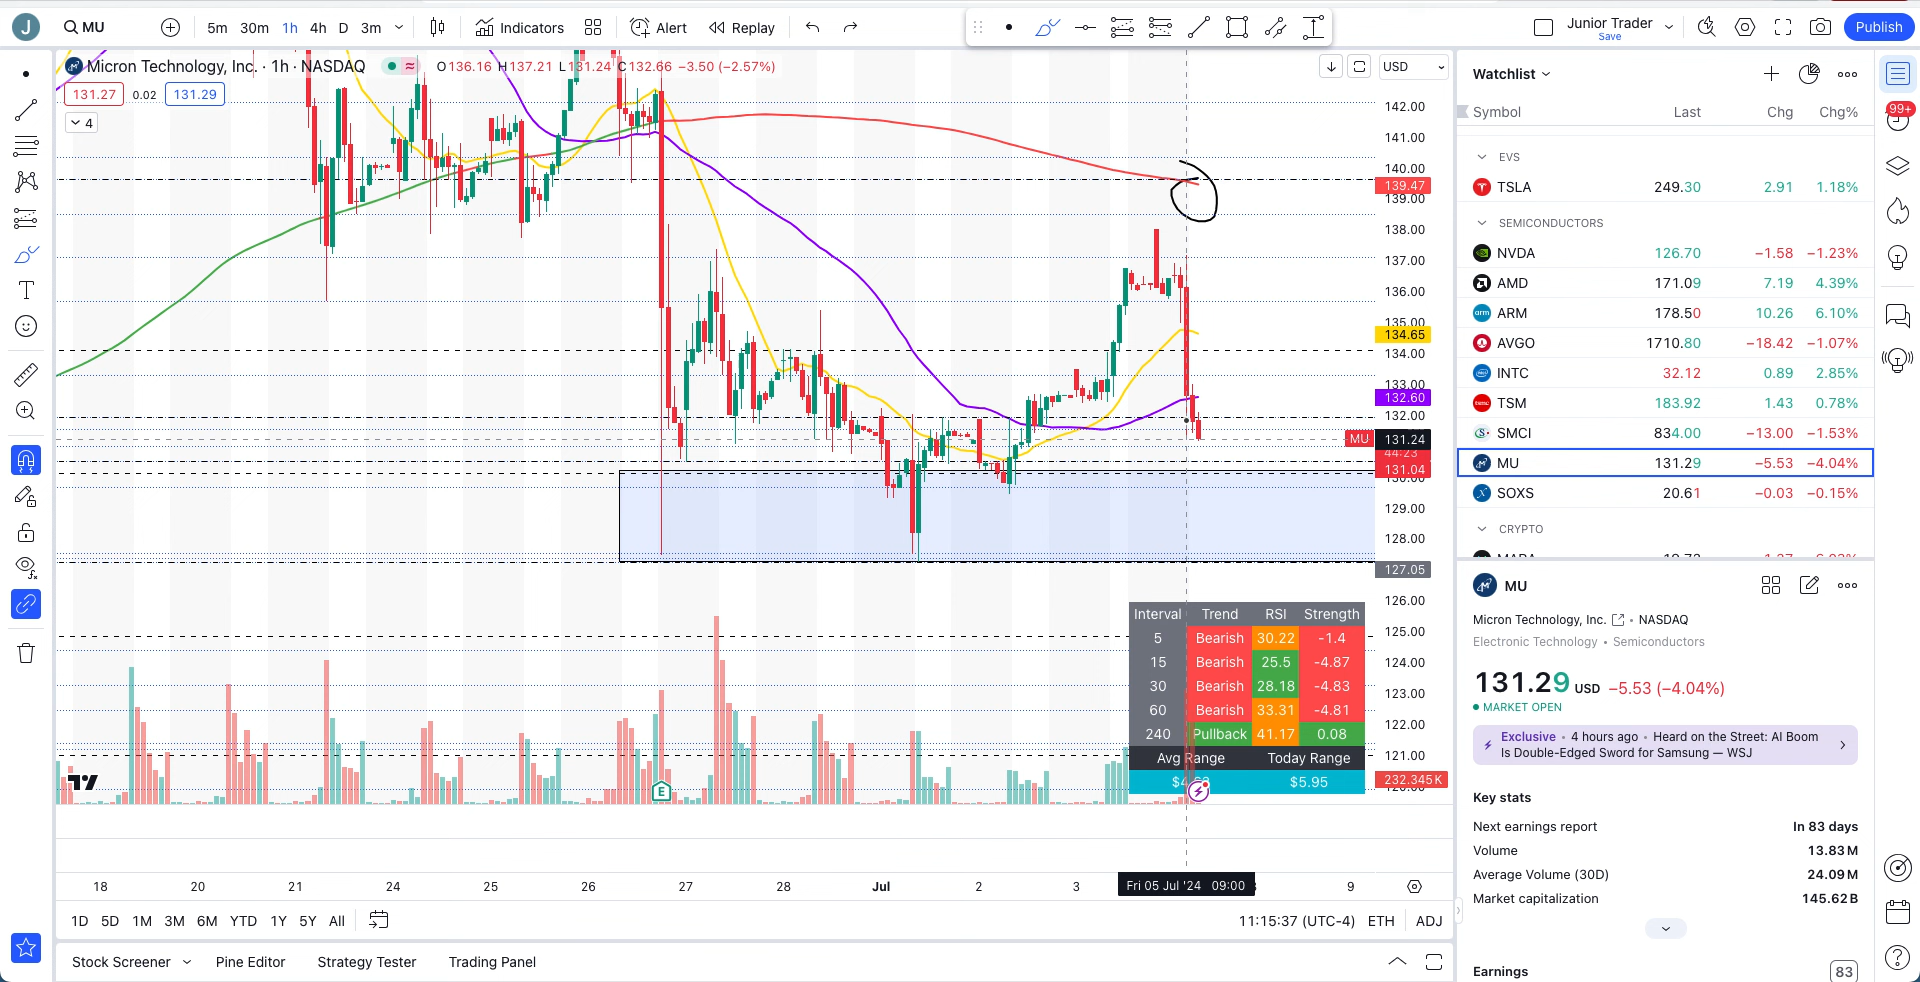 J MU 5m 30m 1h 4h D 3m Indicators Alert Replay Junior Trader Save Publish
Micron Technology, Inc. · 1h · NASDAQ O136.16 H137.21 L131.24 C132.66 −3.50 (−2.57%) USD
131.27 0.02 131.29
4
142.00
141.00
140.00
139.47
139.00
138.00
137.00
136.00
135.00
134.65
134.00
133.00
132.60
132.00
MU 131.24
44:23
131.04
130.00
129.00
128.00
127.05
126.00
125.00
124.00
123.00
122.00
121.00
232.345K
Interval Trend RSI Strength
5 Bearish 30.22 -1.4
15 Bearish 25.5 -4.87
30 Bearish 28.18 -4.83
60 Bearish 33.31 -4.81
240 Pullback 41.17 0.08
Avg Range Today Range
$5.95
E
18 20 21 24 25 26 27 28 Jul 2 3 Fri 05 Jul '24 09:00 9
1D 5D 1M 3M 6M YTD 1Y 5Y All 11:15:37 (UTC-4) ETH ADJ
Stock Screener Pine Editor Strategy Tester Trading Panel
Watchlist
Symbol Last Chg Chg%
EVS
TSLA 249.30 2.91 1.18%
SEMICONDUCTORS
NVDA 126.70 −1.58 −1.23%
AMD 171.09 7.19 4.39%
ARM 178.50 10.26 6.10%
AVGO 1710.80 −18.42 −1.07%
INTC 32.12 0.89 2.85%
TSM 183.92 1.43 0.78%
SMCI 834.00 −13.00 −1.53%
MU 131.29 −5.53 −4.04%
SOXS 20.61 −0.03 −0.15%
CRYPTO
MU
Micron Technology, Inc. • NASDAQ
Electronic Technology • Semiconductors
131.29 USD −5.53 (−4.04%)
MARKET OPEN
Exclusive • 4 hours ago • Heard on the Street: AI Boom
Is Double-Edged Sword for Samsung — WSJ
Key stats
Next earnings report In 83 days
Volume 13.83M
Average Volume (30D) 24.09M
Market capitalization 145.62B
Earnings 83
99+